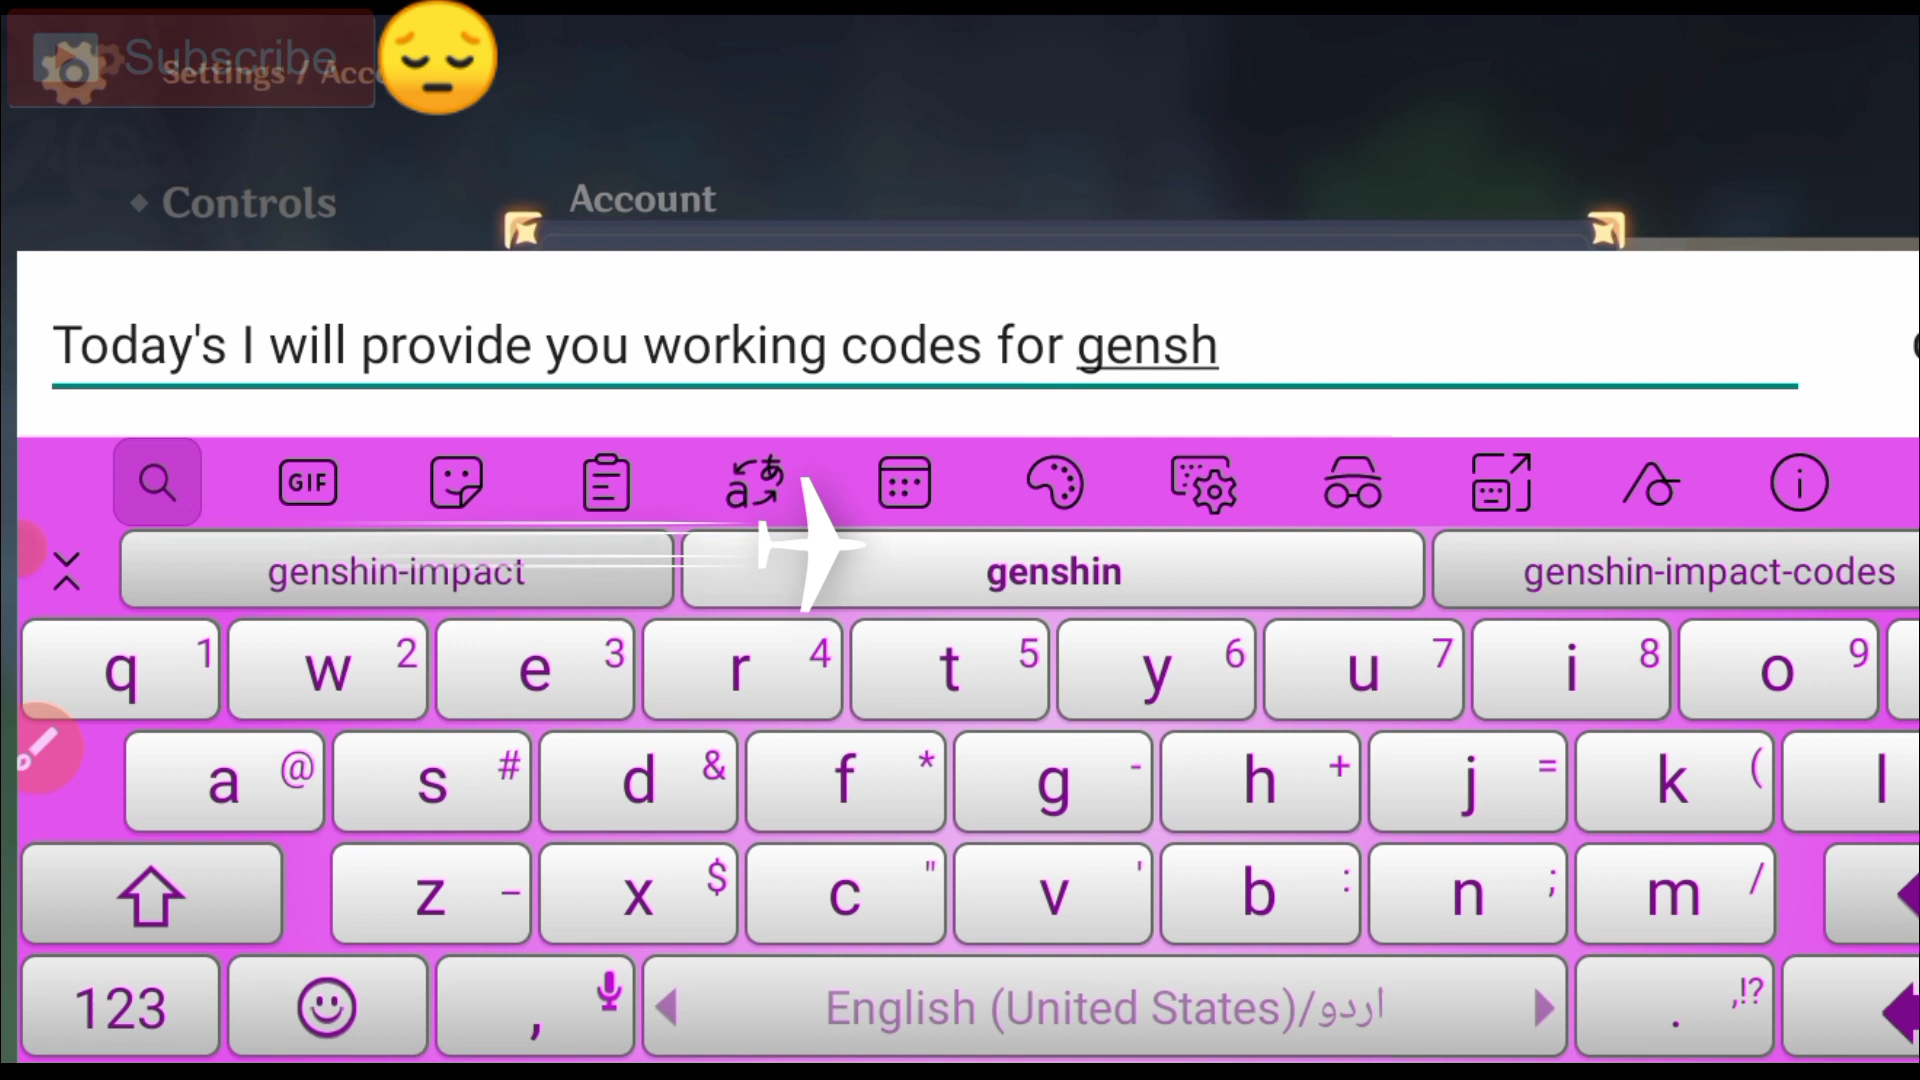 Subscribe
Settings / Acc
Controls
Account
Today's I will provide you working codes for gensh
GIF
genshin-impact
genshin
genshin-impact-codes
q 1 w 2 e 3 r 4 t 5 y 6 u 7 i 8 o 9
a @ s # d & f * g - h + j = k ( l
z _ x $ c " v ' b : n ; m /
123 , English (United States)/اردو . ,!?